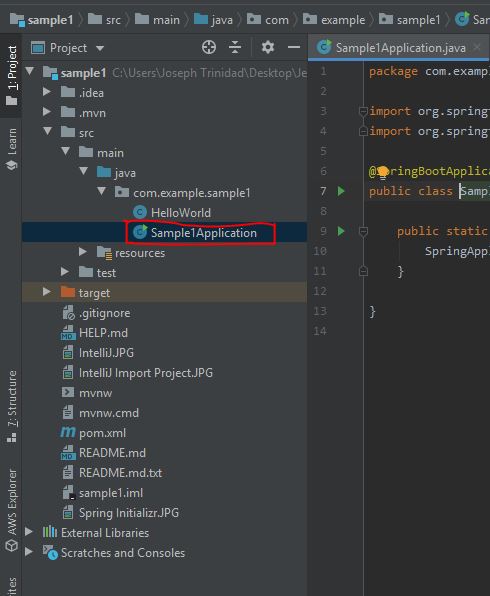 sample1 src main java com example sample1 Sa
Project
Sample1Application.java
sample1 C:\Users\Joseph Trinidad\Desktop\Je
.idea
.mvn
src
main
java
com.example.sample1
HelloWorld
Sample1Application
resources
test
target
.gitignore
HELP.md
IntelliJ.JPG
IntelliJ Import Project.JPG
mvnw
mvnw.cmd
pom.xml
README.md
README.md.txt
sample1.iml
Spring Initializr.JPG
External Libraries
Scratches and Consoles
1: Project
Learn
7: Structure
AWS Explorer
rites
1 package com.examp
2
3 import org.spring
4 import org.spring
5
6 @SpringBootApplica
7 public class Samp
8
9 public static
10 SpringAppl
11 }
12
13 }
14